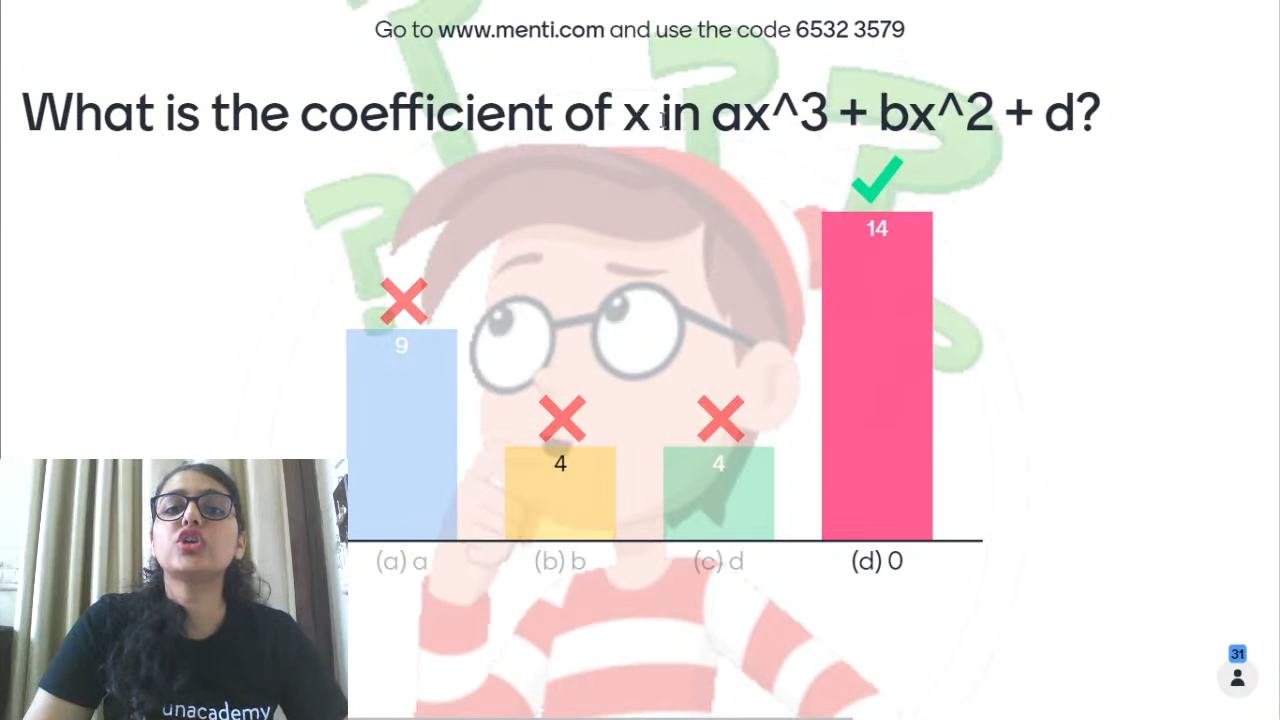 Go to www.menti.com and use the code 6532 3579
What is the coefficient of x in ax^3 + bx^2 + d?
14
9
4
4
(a) a
(b) b
(c) d
(d) 0
31
unacademy